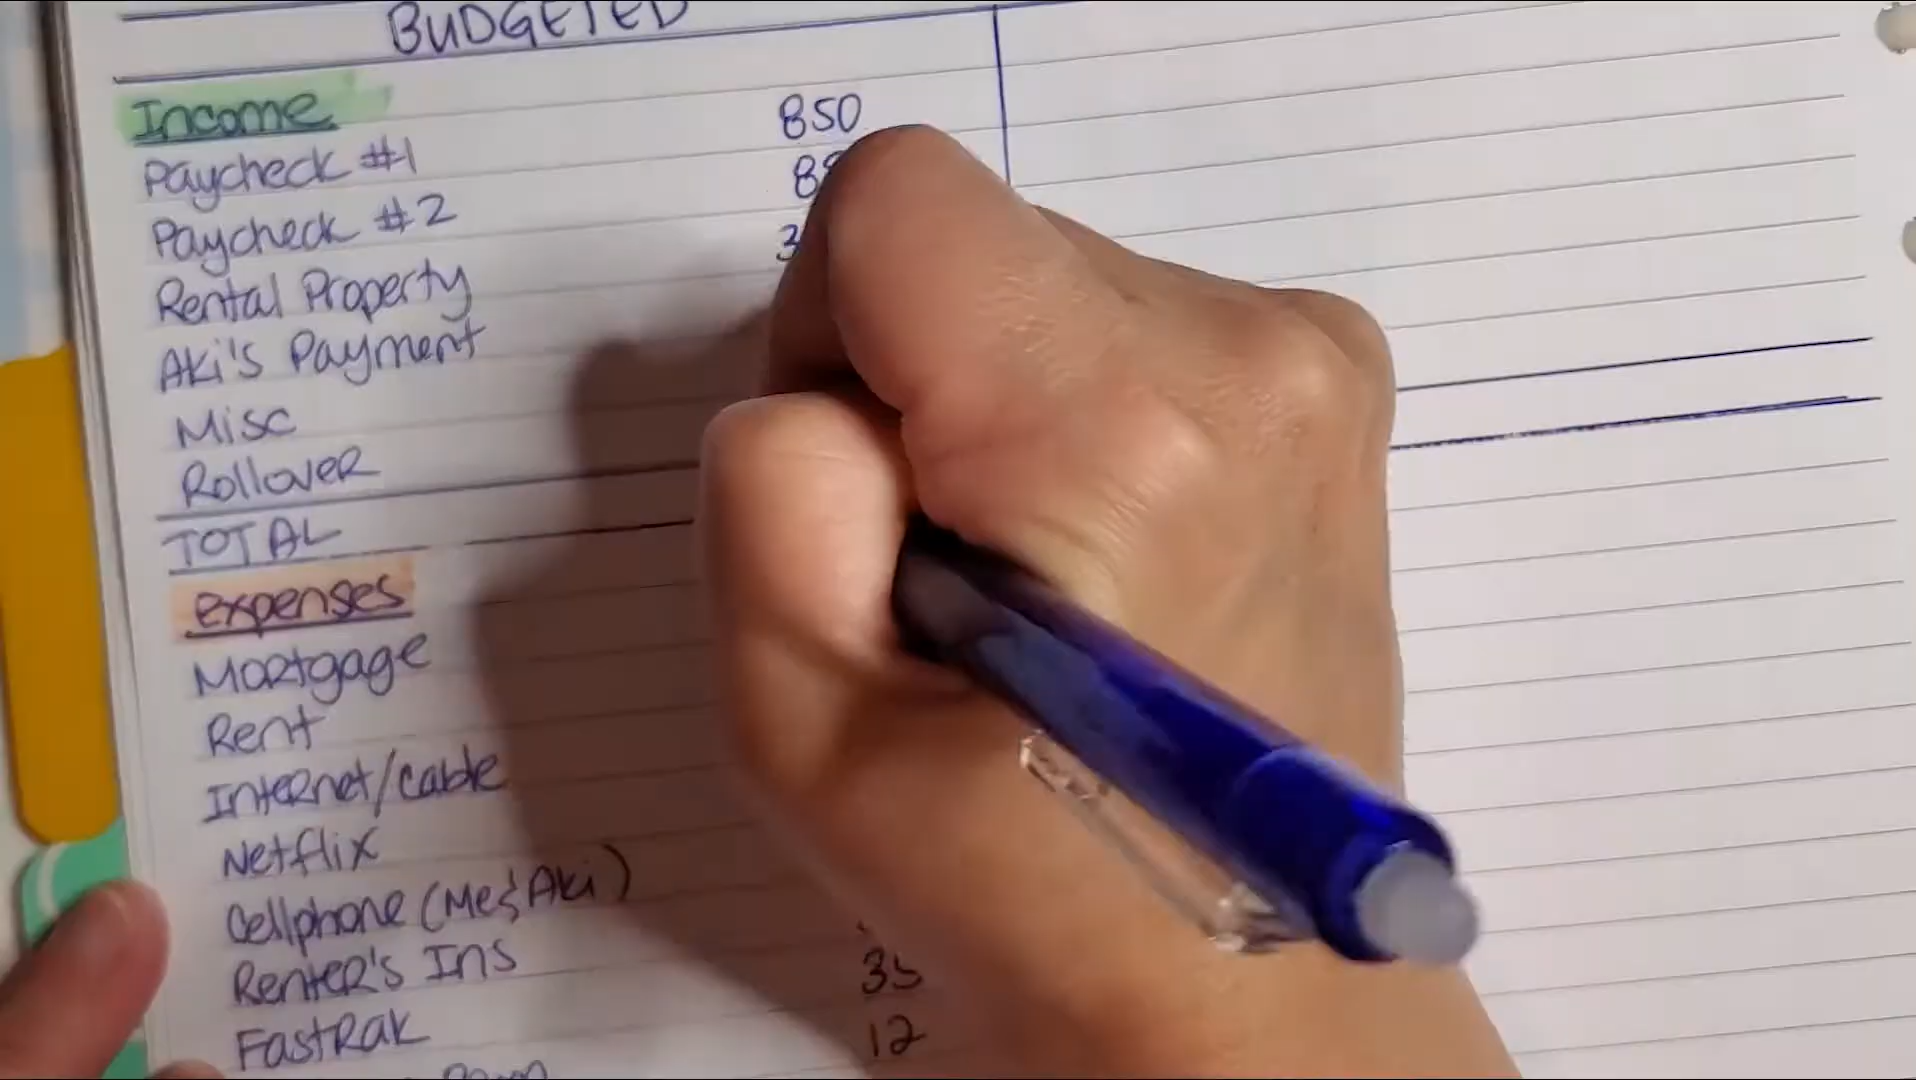 BUDGETED
Income
Paycheck #1 850
Paycheck #2
Rental Property
Aki's Payment
Misc
Rollover
TOTAL
expenses
Mortgage
Rent
Internet/cable
Netflix
Cellphone (Me & Aki)
Renter's Ins
FastRak 35
12